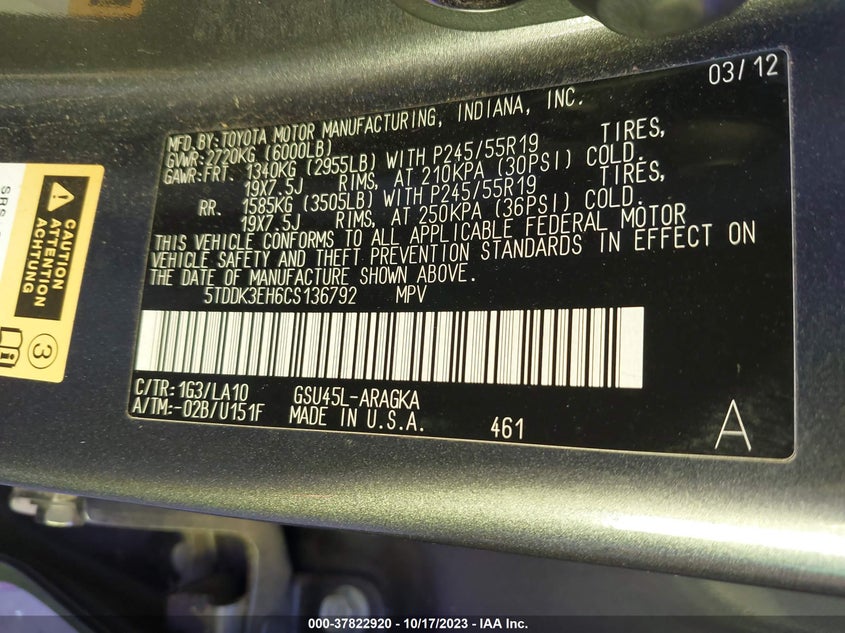 03/12
MFD.BY:TOYOTA MOTOR MANUFACTURING, INDIANA, INC.
GVWR:2720KG (6000LB)
GAWR:FRT. 1340KG (2955LB) WITH P245/55R19 TIRES,
19X7.5J RIMS, AT 210KPA (30PSI) COLD.
RR. 1585KG (3505LB) WITH P245/55R19 TIRES,
19X7.5J RIMS, AT 250KPA (36PSI) COLD.
THIS VEHICLE CONFORMS TO ALL APPLICABLE FEDERAL MOTOR
VEHICLE SAFETY AND THEFT PREVENTION STANDARDS IN EFFECT ON
THE DATE OF MANUFACTURE SHOWN ABOVE.
5TDDK3EH6CS136792 MPV
C/TR:1G3/LA10 GSU45L-ARAGKA
A/TM:-02B/U151F MADE IN U.S.A. 461 A
CAUTION
ATTENTION
ACHTUNG
3
000-37822920 - 10/17/2023 - IAA Inc.